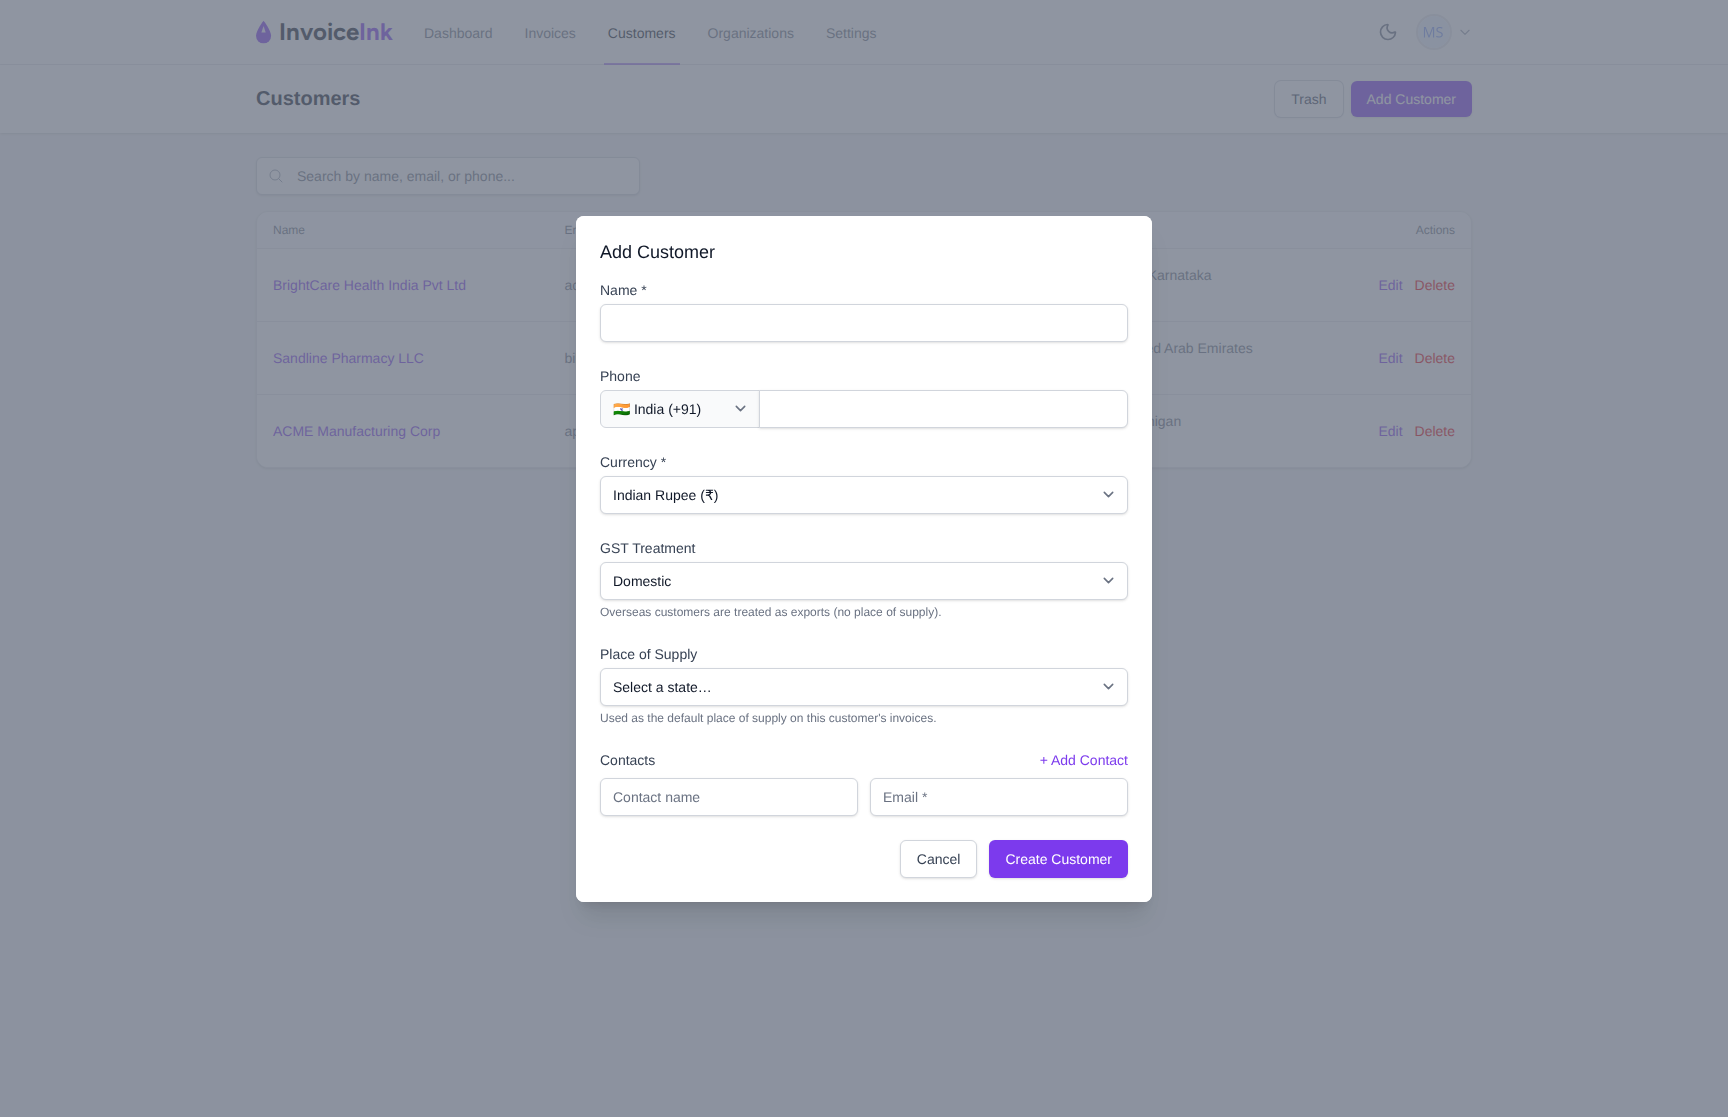 InvoiceInk
Dashboard
Invoices
Customers
Organizations
Settings
MS
Customers
Trash
Add Customer
Search by name, email, or phone...
Name
Actions
BrightCare Health India Pvt Ltd
Karnataka
Edit
Delete
Sandline Pharmacy LLC
Arab Emirates
Edit
Delete
ACME Manufacturing Corp
Edit
Delete
Add Customer
Name *
Phone
🇮🇳 India (+91)
Currency *
Indian Rupee (₹)
GST Treatment
Domestic
Overseas customers are treated as exports (no place of supply).
Place of Supply
Select a state…
Used as the default place of supply on this customer's invoices.
Contacts
+ Add Contact
Contact name
Email *
Cancel
Create Customer